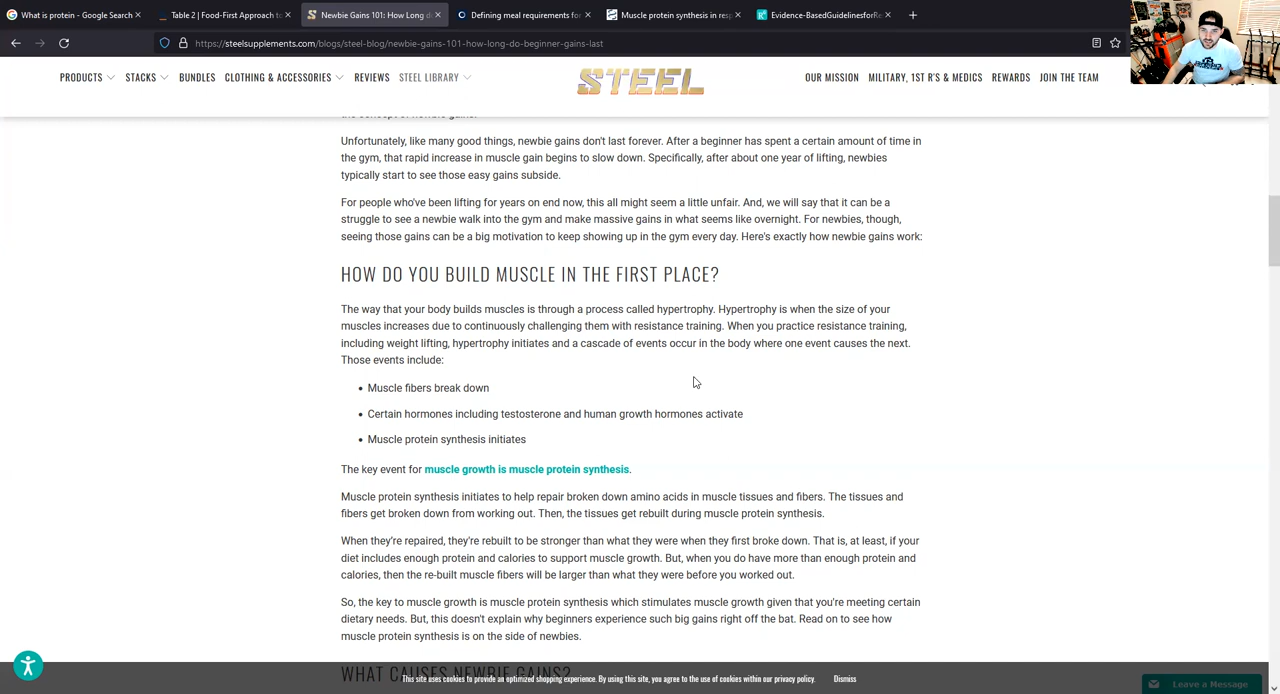 What is protein - Google Search
Table 2 | Food-First Approach to
Newbie Gains 101: How Long d
Defining meal requirements for
Muscle protein synthesis in resp
Evidence-BasedGuidelinesforRe
https://steelsupplements.com/blogs/steel-blog/newbie-gains-101-how-long-do-beginner-gains-last
PRODUCTS STACKS BUNDLES CLOTHING & ACCESSORIES REVIEWS STEEL LIBRARY STEEL OUR MISSION MILITARY, 1ST R'S & MEDICS REWARDS JOIN THE TEAM
the concept of newbie gains.
Unfortunately, like many good things, newbie gains don't last forever. After a beginner has spent a certain amount of time in
the gym, that rapid increase in muscle gain begins to slow down. Specifically, after about one year of lifting, newbies
typically start to see those easy gains subside.
For people who've been lifting for years on end now, this all might seem a little unfair. And, we will say that it can be a
struggle to see a newbie walk into the gym and make massive gains in what seems like overnight. For newbies, though,
seeing those gains can be a big motivation to keep showing up in the gym every day. Here's exactly how newbie gains work:
HOW DO YOU BUILD MUSCLE IN THE FIRST PLACE?
The way that your body builds muscles is through a process called hypertrophy. Hypertrophy is when the size of your
muscles increases due to continuously challenging them with resistance training. When you practice resistance training,
including weight lifting, hypertrophy initiates and a cascade of events occur in the body where one event causes the next.
Those events include:
• Muscle fibers break down
• Certain hormones including testosterone and human growth hormones activate
• Muscle protein synthesis initiates
The key event for muscle growth is muscle protein synthesis.
Muscle protein synthesis initiates to help repair broken down amino acids in muscle tissues and fibers. The tissues and
fibers get broken down from working out. Then, the tissues get rebuilt during muscle protein synthesis.
When they're repaired, they're rebuilt to be stronger than what they were when they first broke down. That is, at least, if your
diet includes enough protein and calories to support muscle growth. But, when you do have more than enough protein and
calories, then the re-built muscle fibers will be larger than what they were before you worked out.
So, the key to muscle growth is muscle protein synthesis which stimulates muscle growth given that you're meeting certain
dietary needs. But, this doesn't explain why beginners experience such big gains right off the bat. Read on to see how
muscle protein synthesis is on the side of newbies.
WHAT CAUSES NEWBIE GAINS?
This site uses cookies to provide an optimized shopping experience. By using this site, you agree to the use of cookies within our privacy policy. Dismiss
Leave a Message